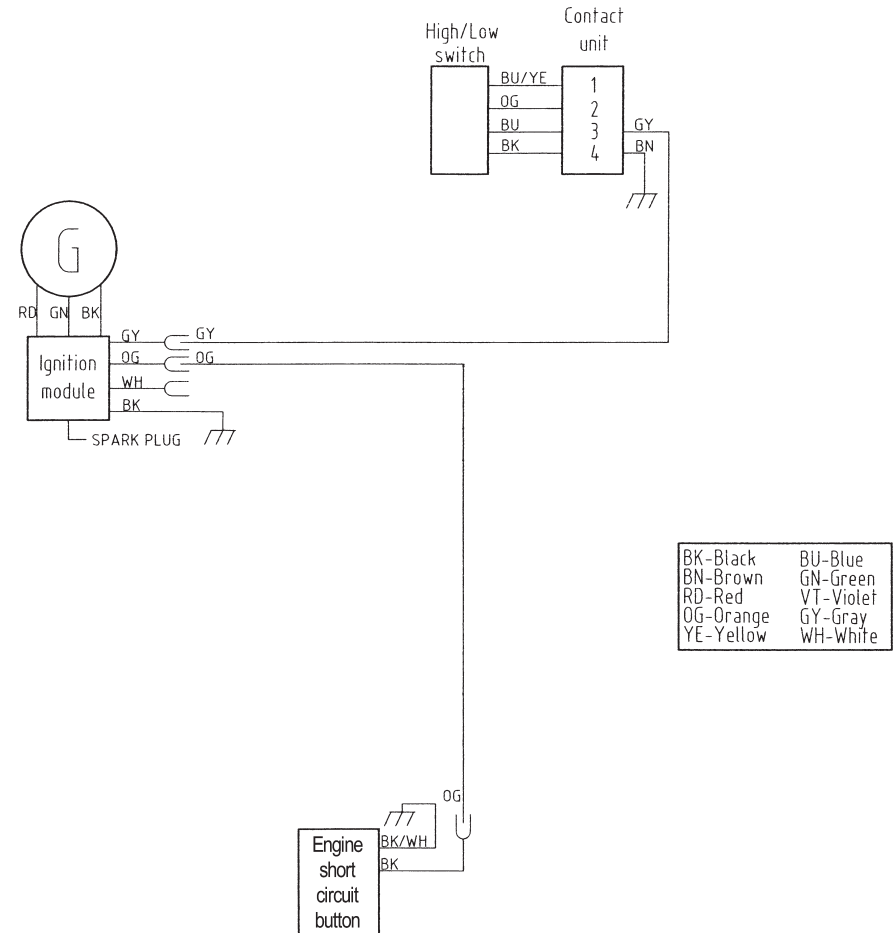 High/Low
switch
Contact
unit
BU/YE
OG
BU
BK
1
2
3
4
GY
BN
G
RD GN BK
Ignition
module
GY
GY
OG
OG
WH
BK
SPARK PLUG
BK-Black BU-Blue
BN-Brown GN-Green
RD-Red VT-Violet
OG-Orange GY-Gray
YE-Yellow WH-White
OG
Engine
short
circuit
button
BK/WH
BK